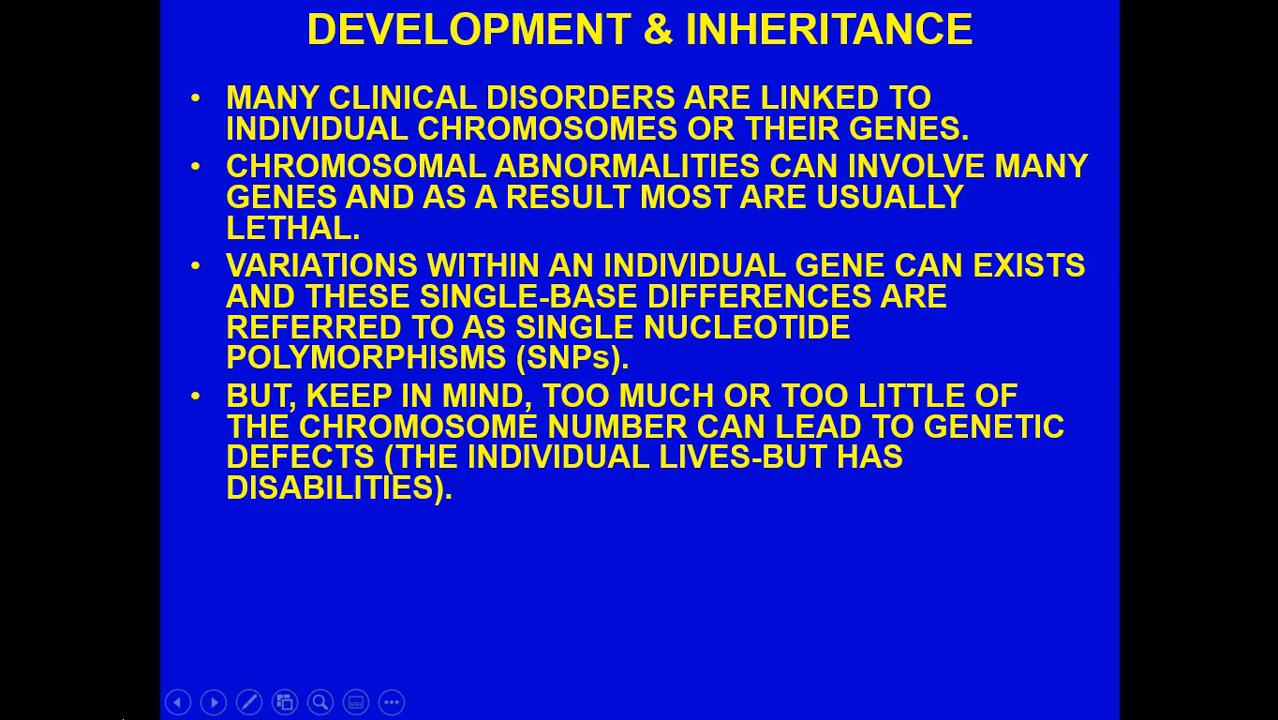 DEVELOPMENT & INHERITANCE
• MANY CLINICAL DISORDERS ARE LINKED TO
INDIVIDUAL CHROMOSOMES OR THEIR GENES.
• CHROMOSOMAL ABNORMALITIES CAN INVOLVE MANY
GENES AND AS A RESULT MOST ARE USUALLY
LETHAL.
• VARIATIONS WITHIN AN INDIVIDUAL GENE CAN EXISTS
AND THESE SINGLE-BASE DIFFERENCES ARE
REFERRED TO AS SINGLE NUCLEOTIDE
POLYMORPHISMS (SNPs).
• BUT, KEEP IN MIND, TOO MUCH OR TOO LITTLE OF
THE CHROMOSOME NUMBER CAN LEAD TO GENETIC
DEFECTS (THE INDIVIDUAL LIVES-BUT HAS
DISABILITIES).